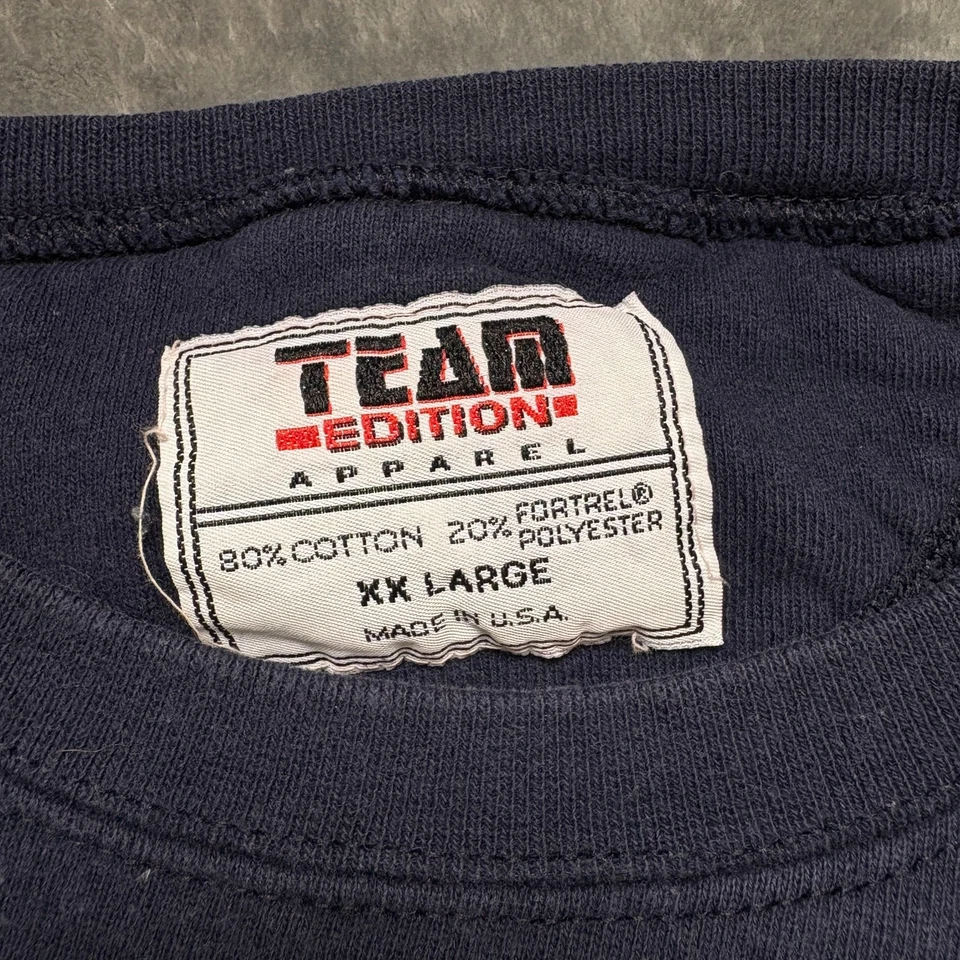 TEAM
EDITION
APPAREL
80% COTTON 20% FORTREL®
POLYESTER
XX LARGE
MADE IN U.S.A.